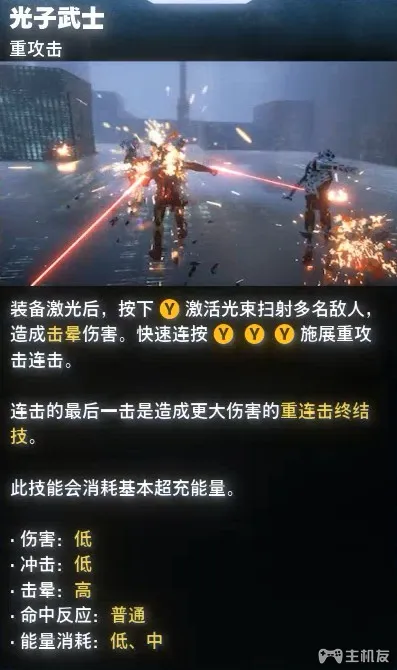 光子武士
重攻击
装备激光后，按下 Y 激活光束扫射多名敌人，
造成击晕伤害。快速连按 Y Y Y 施展重攻
击连击。
连击的最后一击是造成更大伤害的重连击终结
技。
此技能会消耗基本超充能量。
· 伤害：低
· 冲击：低
· 击晕：高
· 命中反应：普通
· 能量消耗：低、中
主机友